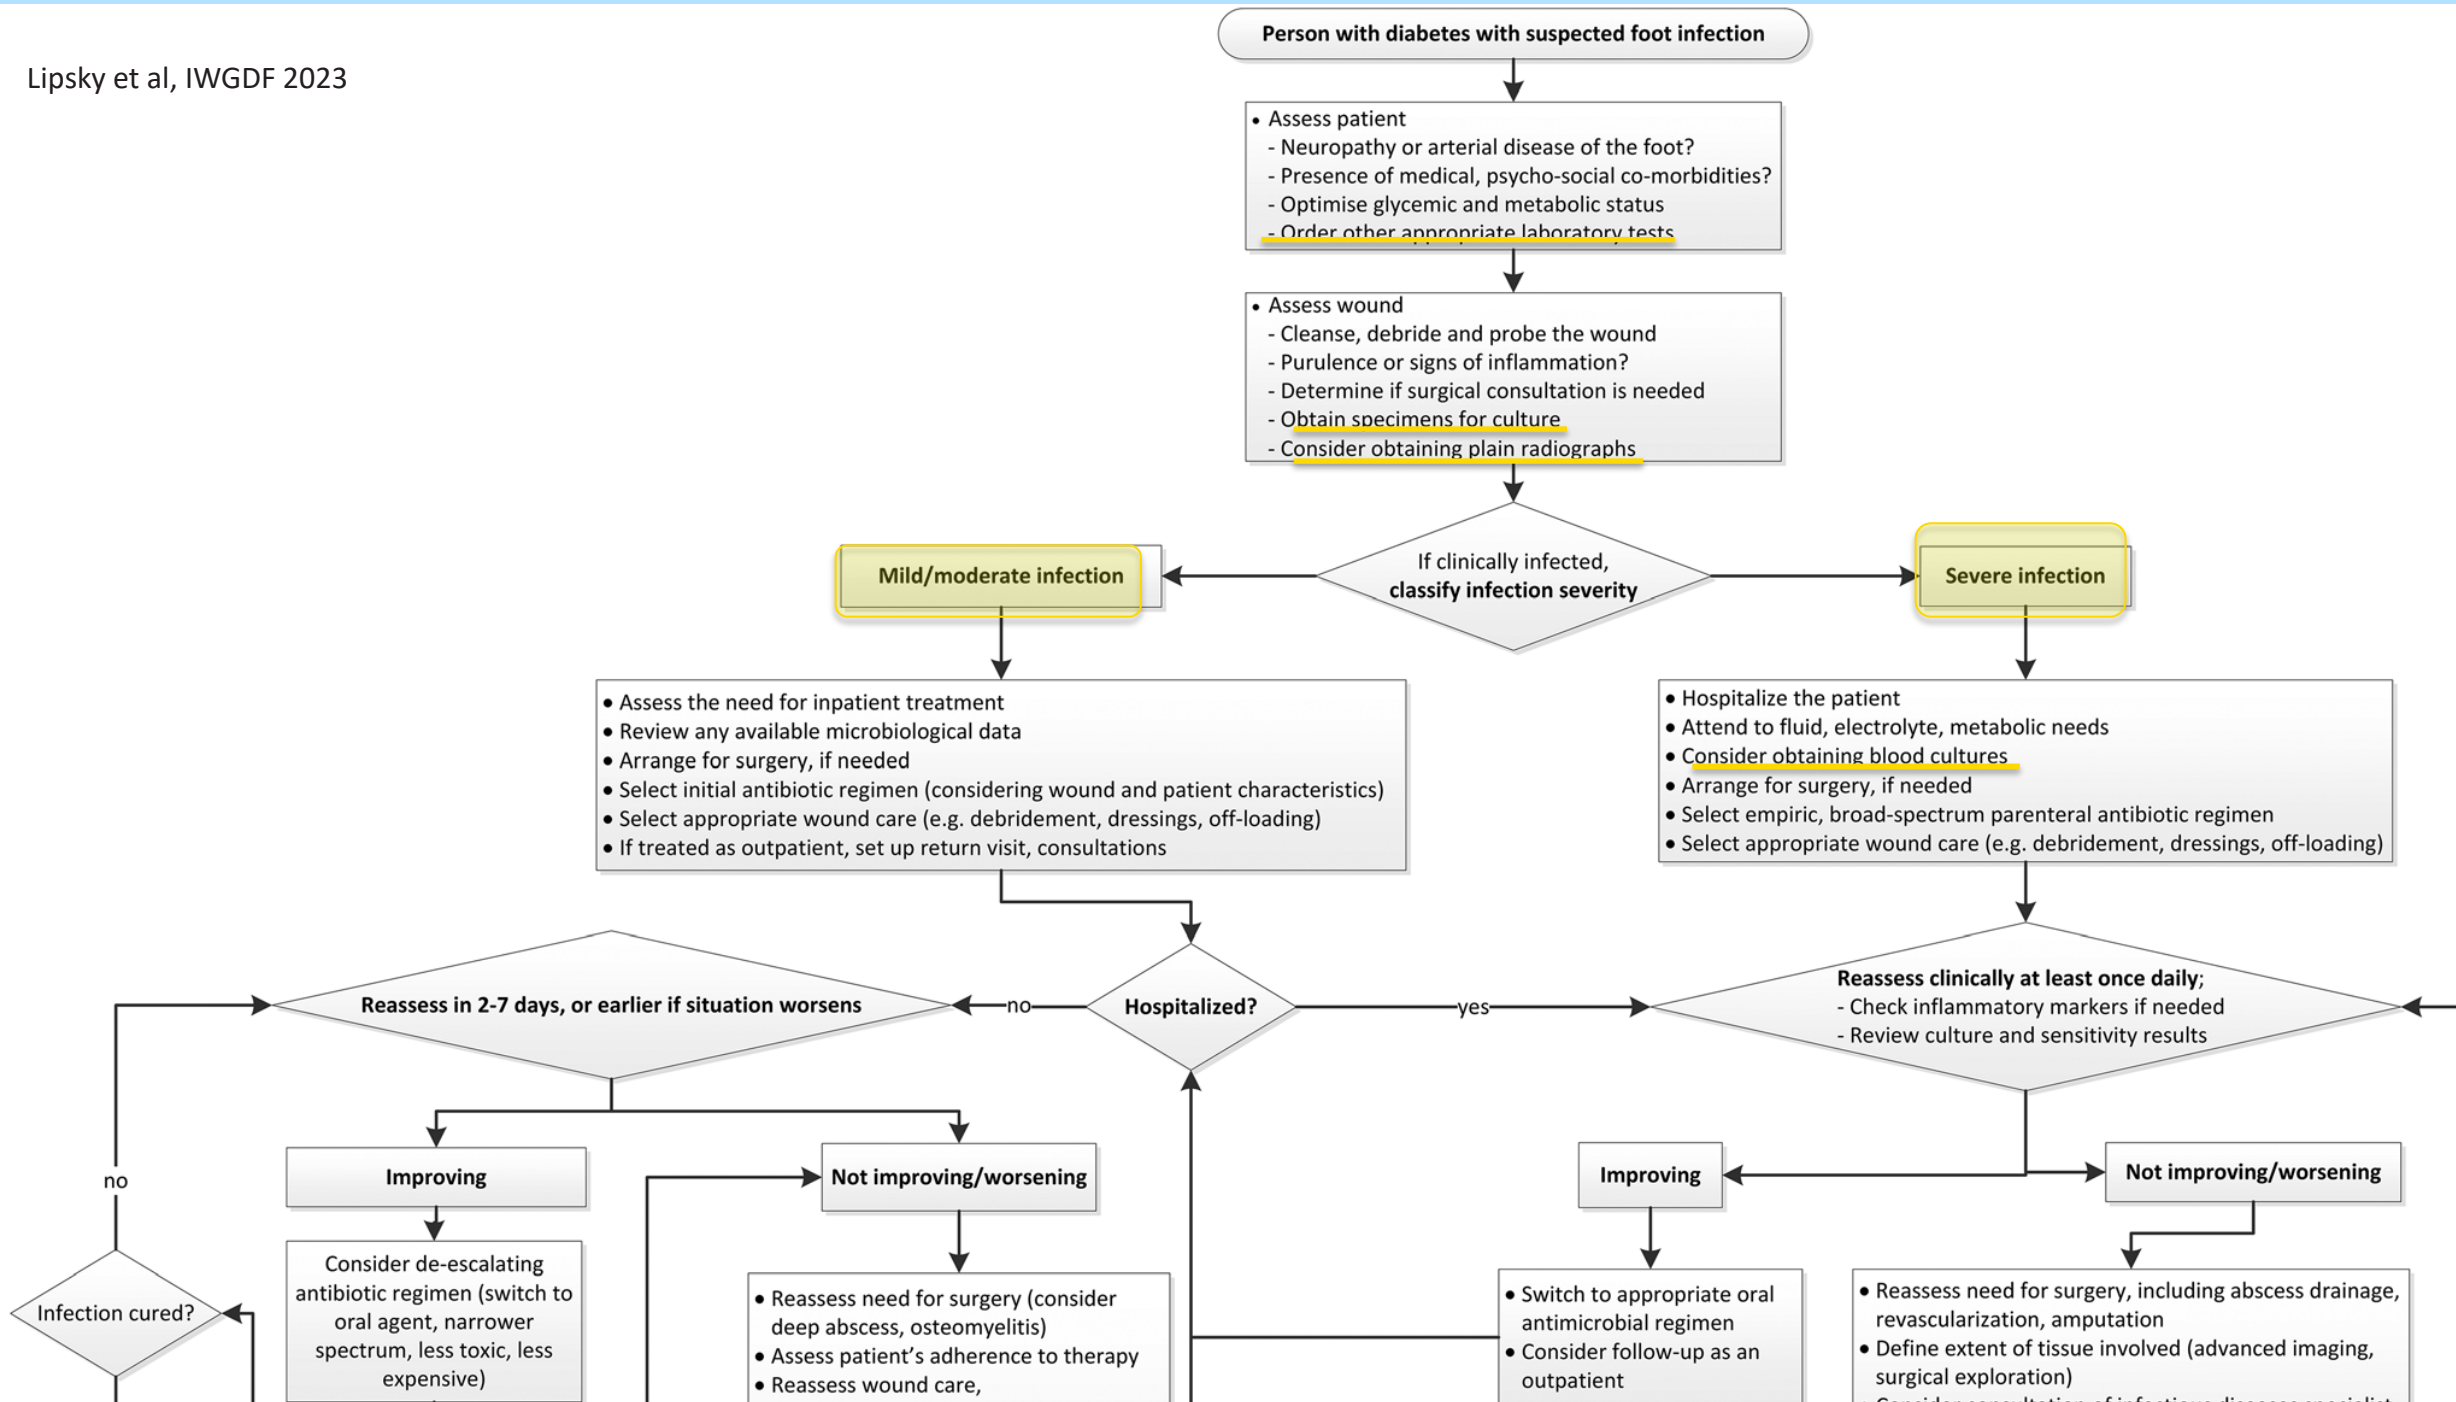 Lipsky et al, IWGDF 2023
Person with diabetes with suspected foot infection
• Assess patient
- Neuropathy or arterial disease of the foot?
- Presence of medical, psycho-social co-morbidities?
- Optimise glycemic and metabolic status
- Order other appropriate laboratory tests
• Assess wound
- Cleanse, debride and probe the wound
- Purulence or signs of inflammation?
- Determine if surgical consultation is needed
- Obtain specimens for culture
- Consider obtaining plain radiographs
If clinically infected,
classify infection severity
Mild/moderate infection
Severe infection
• Assess the need for inpatient treatment
• Review any available microbiological data
• Arrange for surgery, if needed
• Select initial antibiotic regimen (considering wound and patient characteristics)
• Select appropriate wound care (e.g. debridement, dressings, off-loading)
• If treated as outpatient, set up return visit, consultations
• Hospitalize the patient
• Attend to fluid, electrolyte, metabolic needs
• Consider obtaining blood cultures
• Arrange for surgery, if needed
• Select empiric, broad-spectrum parenteral antibiotic regimen
• Select appropriate wound care (e.g. debridement, dressings, off-loading)
Reassess in 2-7 days, or earlier if situation worsens
no
Hospitalized?
yes
Reassess clinically at least once daily;
- Check inflammatory markers if needed
- Review culture and sensitivity results
no
Improving
Not improving/worsening
Improving
Not improving/worsening
Infection cured?
Consider de-escalating
antibiotic regimen (switch to
oral agent, narrower
spectrum, less toxic, less
expensive)
• Reassess need for surgery (consider
deep abscess, osteomyelitis)
• Assess patient's adherence to therapy
• Reassess wound care,
• Switch to appropriate oral
antimicrobial regimen
• Consider follow-up as an
outpatient
• Reassess need for surgery, including abscess drainage,
revascularization, amputation
• Define extent of tissue involved (advanced imaging,
surgical exploration)
Consider consultation of infectious diseases specialist